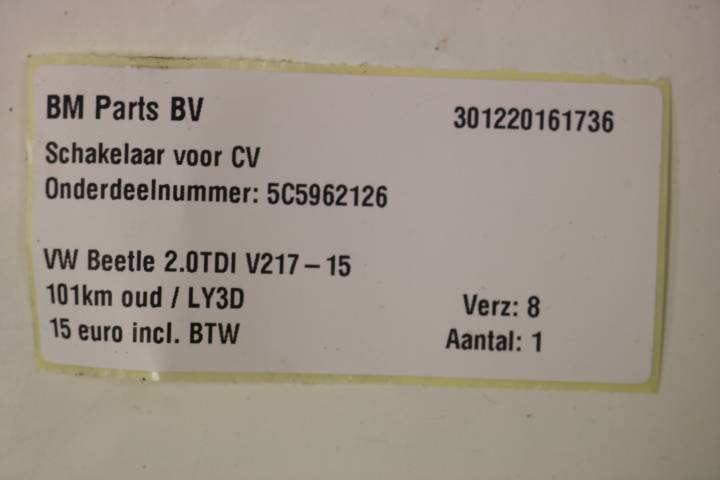 BM Parts BV
301220161736
Schakelaar voor CV
Onderdeelnummer: 5C5962126
VW Beetle 2.0TDI V217 – 15
101km oud / LY3D
15 euro incl. BTW
Verz: 8
Aantal: 1